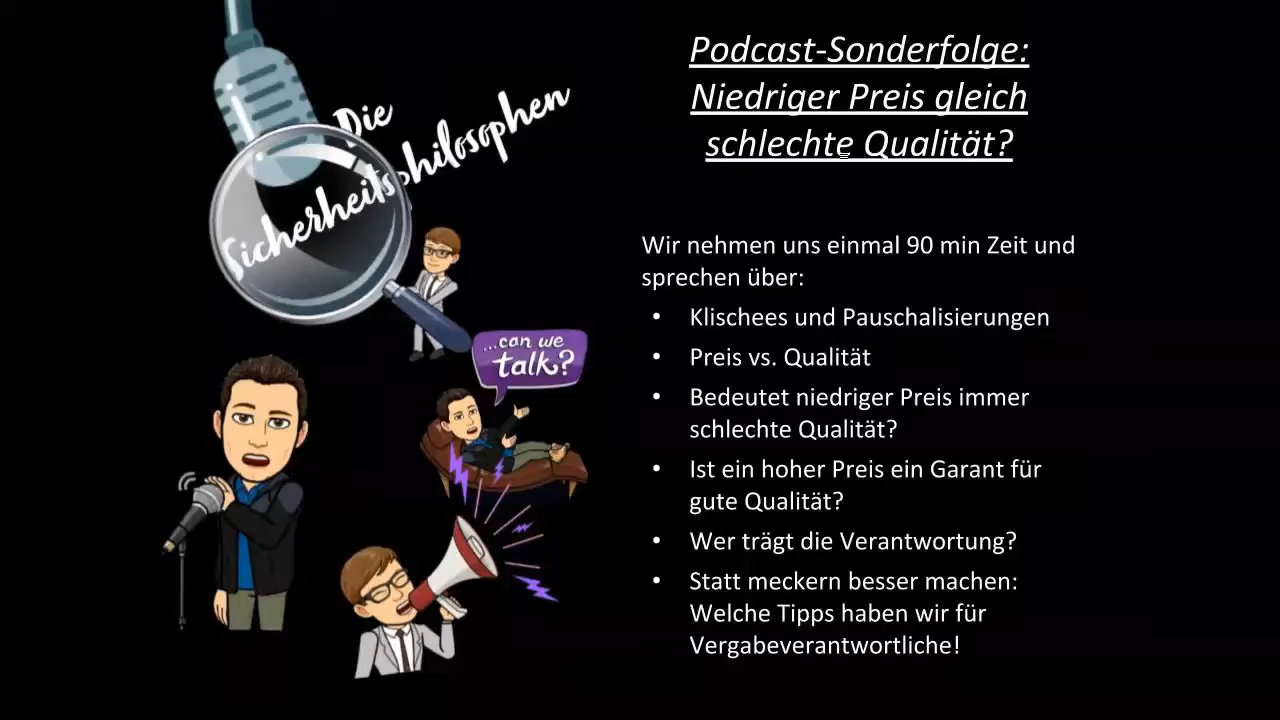 Die
Sicherheitsphilosophen
...can we
talk?
Podcast-Sonderfolge:
Niedriger Preis gleich
schlechte Qualität?
Wir nehmen uns einmal 90 min Zeit und
sprechen über:
• Klischees und Pauschalisierungen
• Preis vs. Qualität
• Bedeutet niedriger Preis immer
schlechte Qualität?
• Ist ein hoher Preis ein Garant für
gute Qualität?
• Wer trägt die Verantwortung?
• Statt meckern besser machen:
Welche Tipps haben wir für
Vergabeverantwortliche!